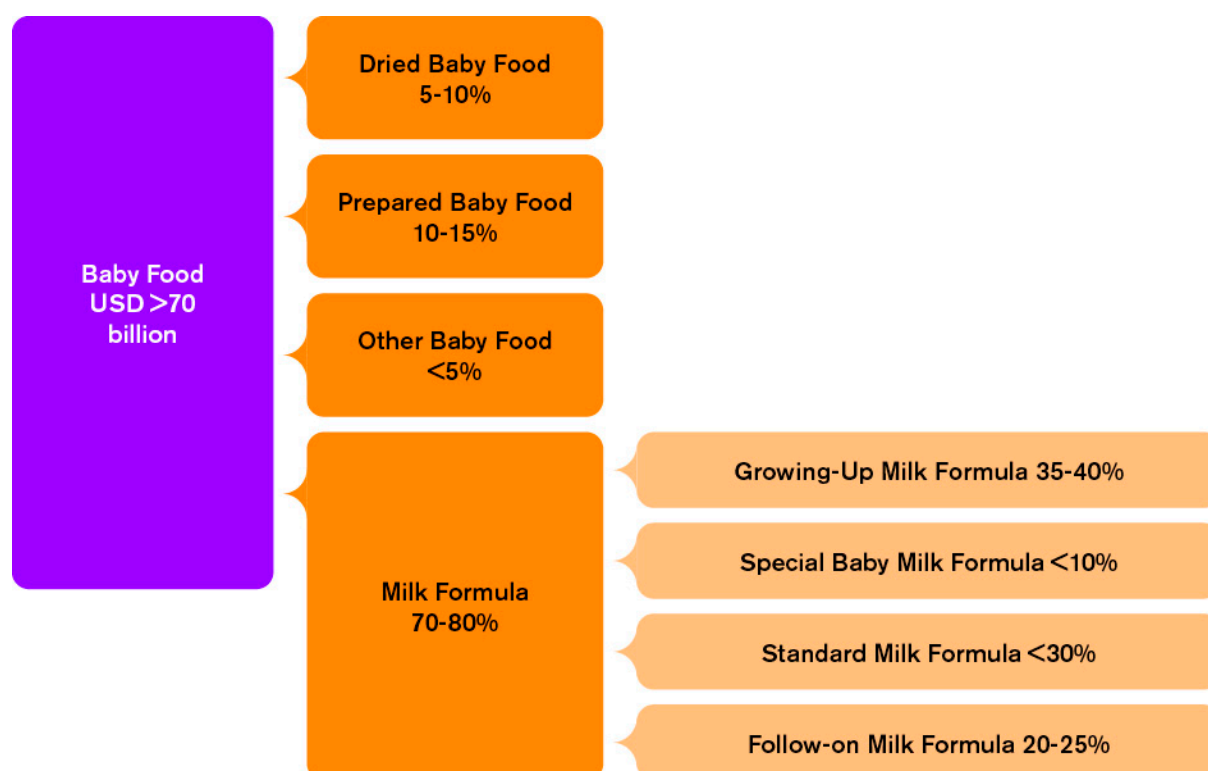 Baby Food
USD >70
billion
Dried Baby Food
5-10%
Prepared Baby Food
10-15%
Other Baby Food
<5%
Milk Formula
70-80%
Growing-Up Milk Formula 35-40%
Special Baby Milk Formula <10%
Standard Milk Formula <30%
Follow-on Milk Formula 20-25%